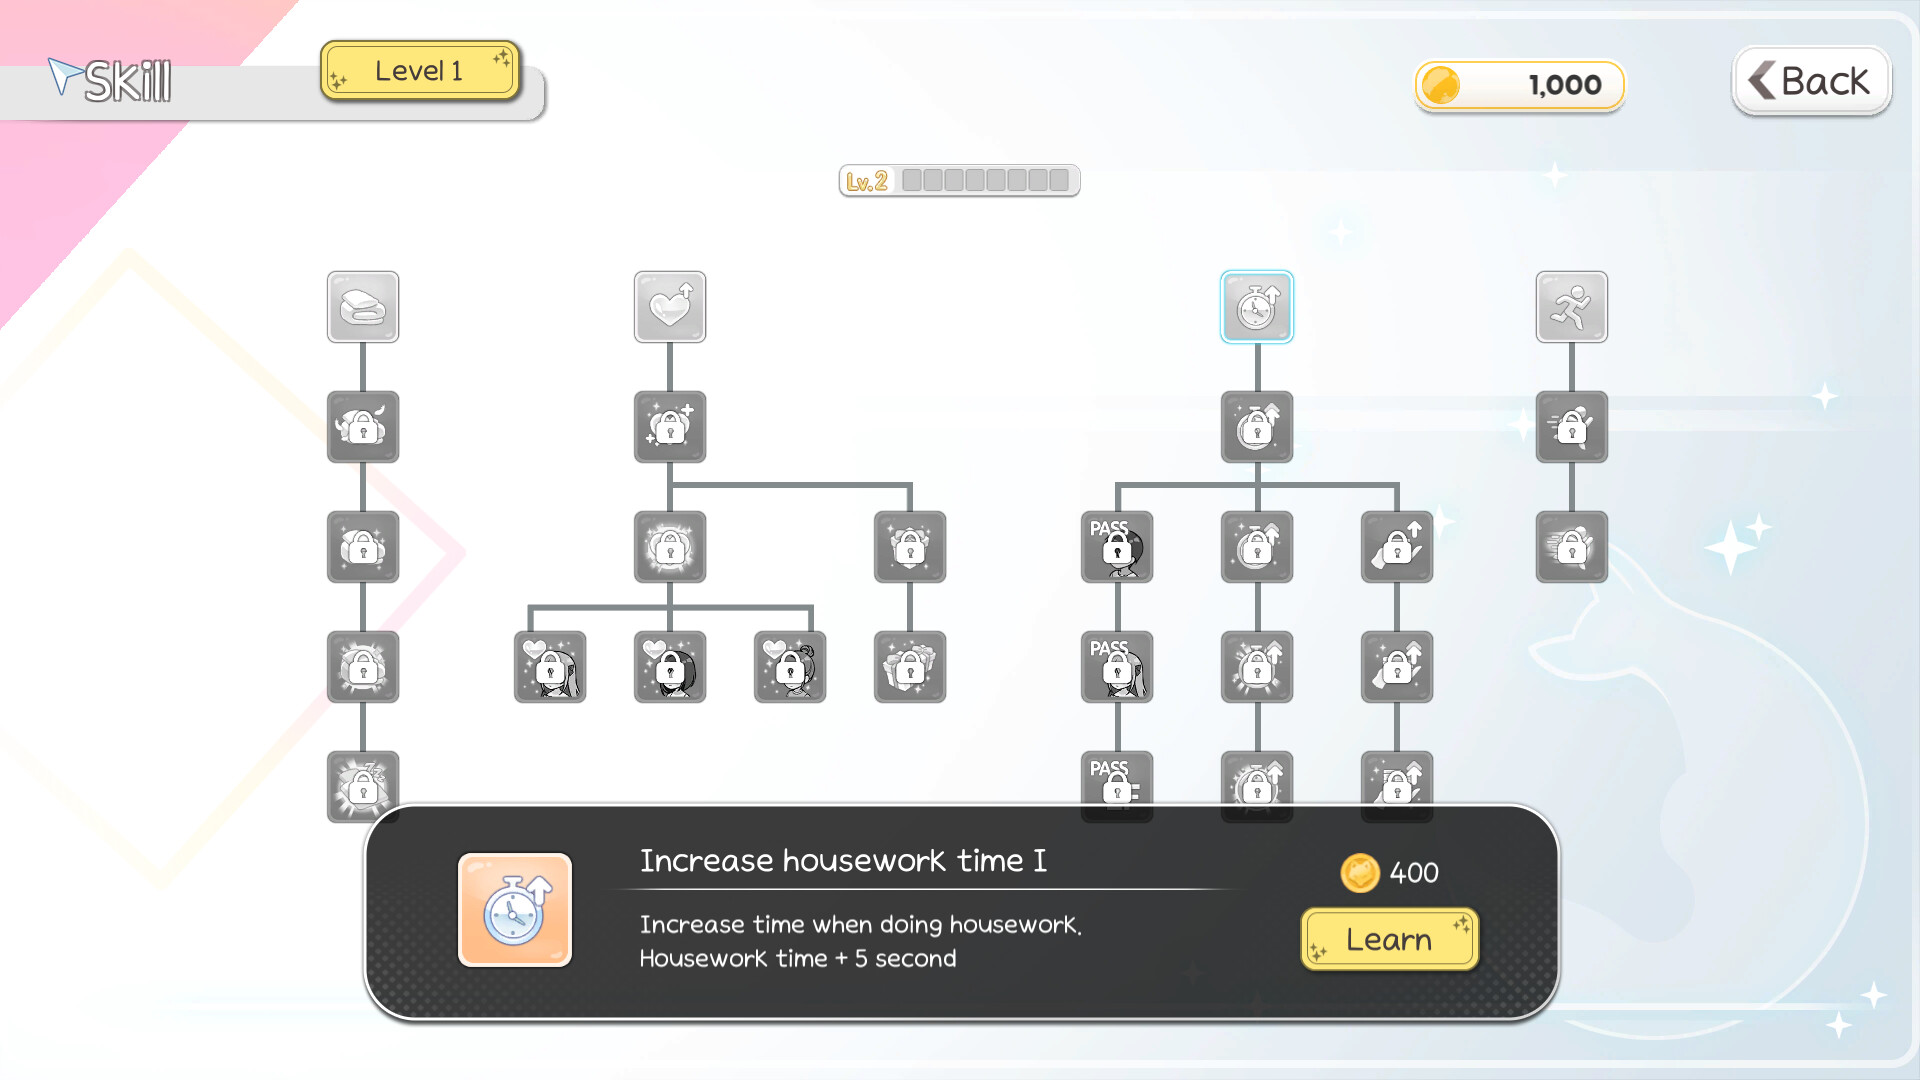 Skill
Level 1
1,000
Back
Lv.2
PASS
PASS
PASS
Increase housework time I
400
Increase time when doing housework.
Housework time + 5 second
Learn